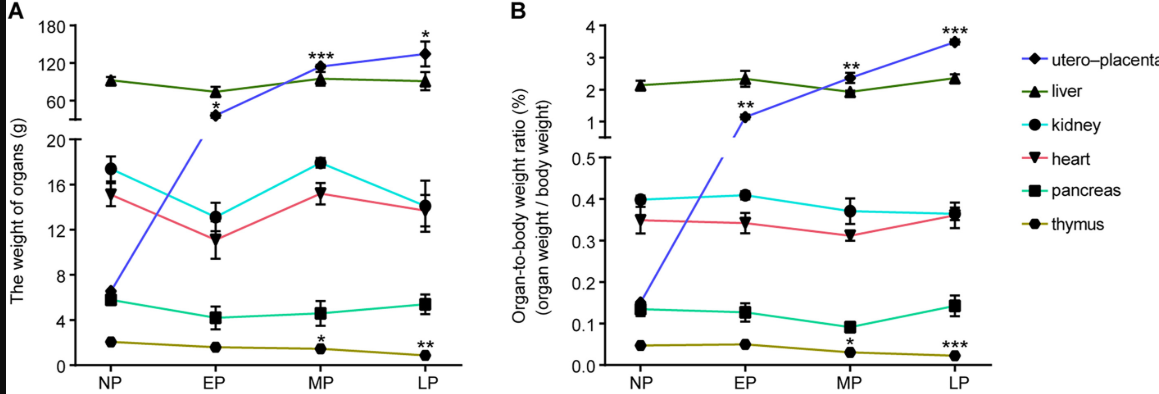 A
The weight of organs (g)
180
120
60
20
16
12
8
4
0
*
***
*
*
**
NP EP MP LP
B
Organ-to-body weight ratio (%)
(organ weight / body weight)
4
3
2
1
0.5
0.4
0.3
0.2
0.1
0.0
**
**
***
*
***
NP EP MP LP
utero–placenta
liver
kidney
heart
pancreas
thymus